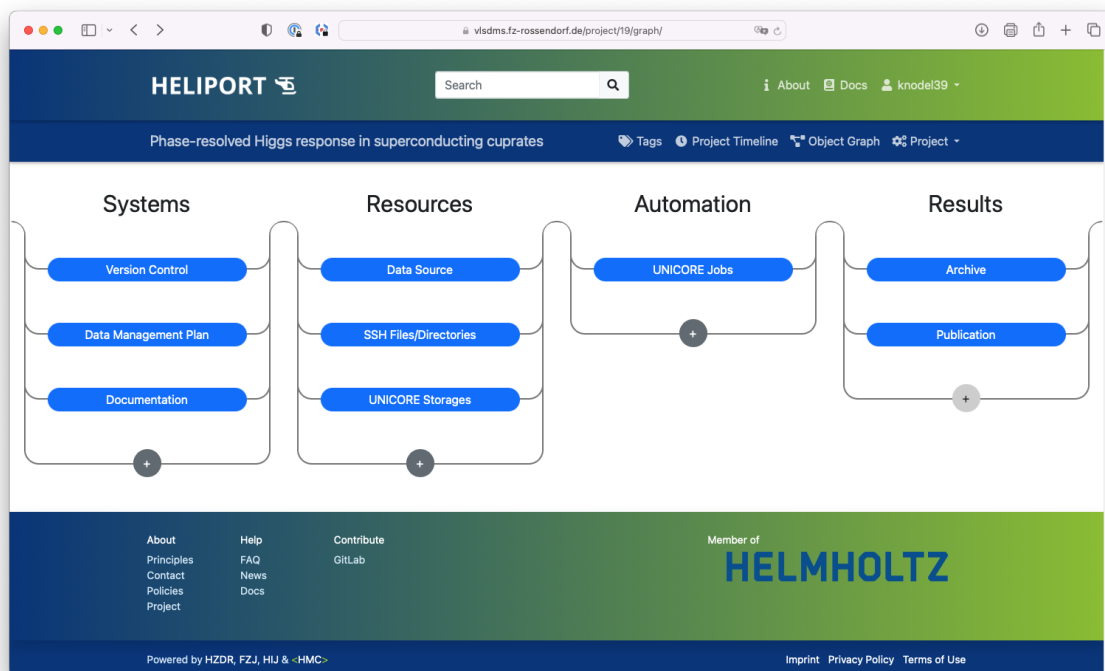 vlsdms.fz-rossendorf.de/project/19/graph/
HELIPORT
Search
About
Docs
knodel39
Phase-resolved Higgs response in superconducting cuprates
Tags
Project Timeline
Object Graph
Project
Systems
Resources
Automation
Results
Version Control
Data Source
UNICORE Jobs
Archive
Data Management Plan
SSH Files/Directories
+
Publication
Documentation
UNICORE Storages
+
+
+
About
Help
Contribute
Member of
Principles
FAQ
GitLab
HELMHOLTZ
Contact
News
Policies
Docs
Project
Powered by HZDR, FZJ, HIJ & <HMC>
Imprint
Privacy Policy
Terms of Use